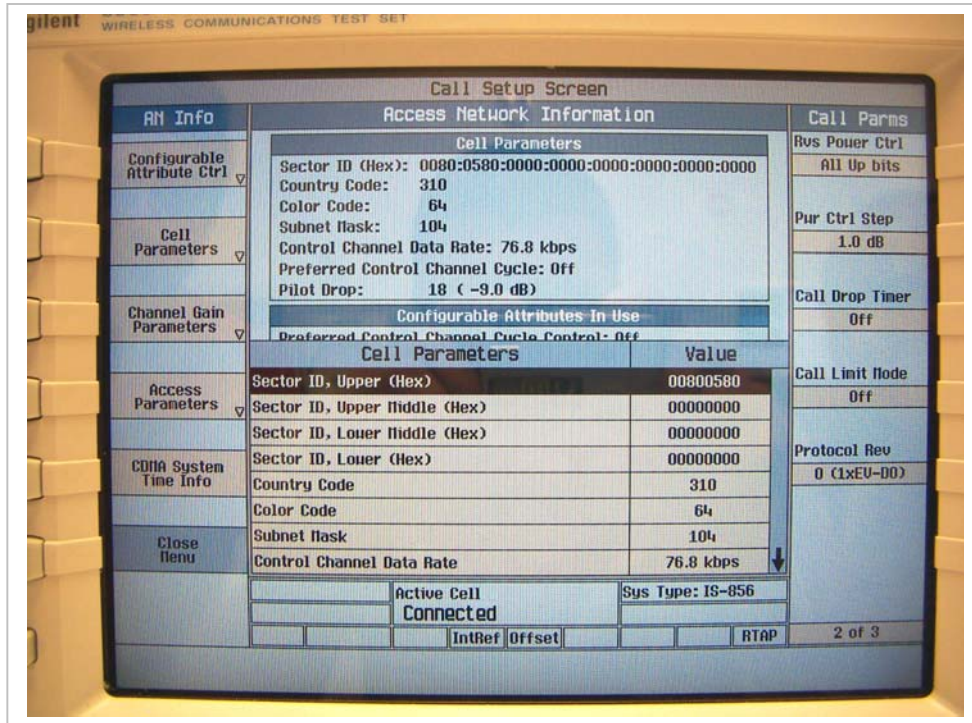 gilent
WIRELESS COMMUNICATIONS TEST SET
Call Setup Screen
AN Info
Configurable
Attribute Ctrl
Cell
Parameters
Channel Gain
Parameters
Access
Parameters
CDMA System
Time Info
Close
Menu
Access Network Information
Cell Parameters
Sector ID (Hex): 0080:0580:0000:0000:0000:0000:0000:0000
Country Code: 310
Color Code: 64
Subnet Mask: 104
Control Channel Data Rate: 76.8 kbps
Preferred Control Channel Cycle: Off
Pilot Drop: 18 ( -9.0 dB)
Configurable Attributes In Use
Preferred Control Channel Cycle Control: Off
Cell Parameters Value
Sector ID, Upper (Hex) 00800580
Sector ID, Upper Middle (Hex) 00000000
Sector ID, Lower Middle (Hex) 00000000
Sector ID, Lower (Hex) 00000000
Country Code 310
Color Code 64
Subnet Mask 104
Control Channel Data Rate 76.8 kbps
Active Cell
Connected
Sys Type: IS-856
IntRef Offset RTAP
Call Parms
Rvs Power Ctrl
All Up bits
Pwr Ctrl Step
1.0 dB
Call Drop Timer
Off
Call Limit Mode
Off
Protocol Rev
0 (1xEV-DO)
2 of 3